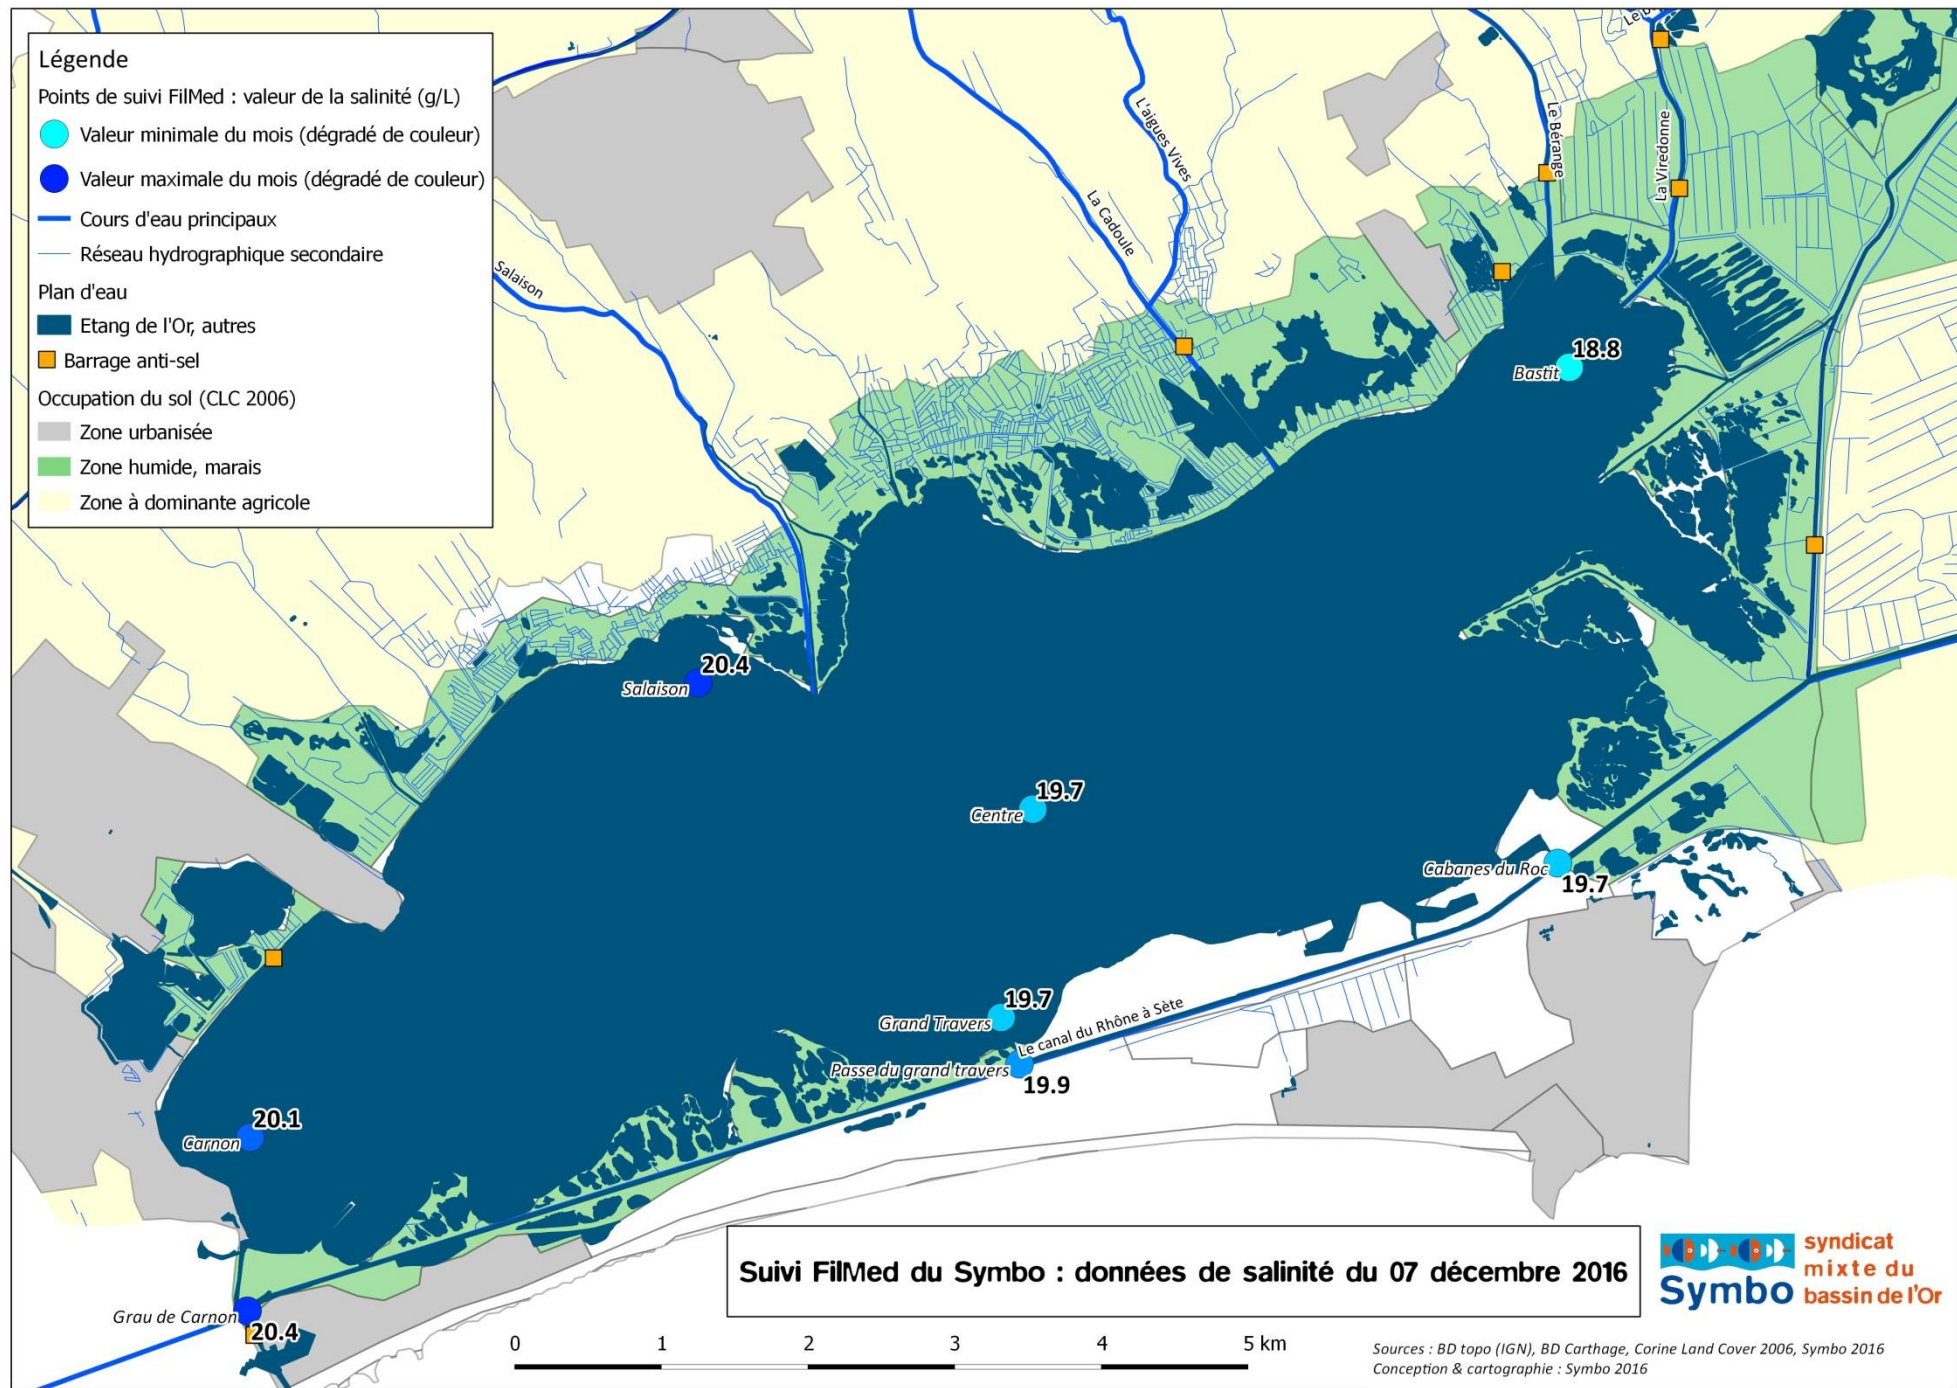 Légende
Points de suivi FilMed : valeur de la salinité (g/L)
Valeur minimale du mois (dégradé de couleur)
Valeur maximale du mois (dégradé de couleur)
Cours d'eau principaux
Réseau hydrographique secondaire
Plan d'eau
Etang de l'Or, autres
Barrage anti-sel
Occupation du sol (CLC 2006)
Zone urbanisée
Zone humide, marais
Zone à dominante agricole
Salaison
La Cadoule
L'aigues Vives
Le Bérange
La Viredonne
18.8
Bastit
20.4
Salaison
19.7
Centre
Cabanes du Roc
19.7
19.7
Grand Travers
Le canal du Rhône à Sète
Passe du grand travers
19.9
20.1
Carnon
Grau de Carnon
20.4
Suivi FilMed du Symbo : données de salinité du 07 décembre 2016
Symbo
syndicat
mixte du
bassin de l'Or
0 1 2 3 4 5 km
Sources : BD topo (IGN), BD Carthage, Corine Land Cover 2006, Symbo 2016
Conception & cartographie : Symbo 2016